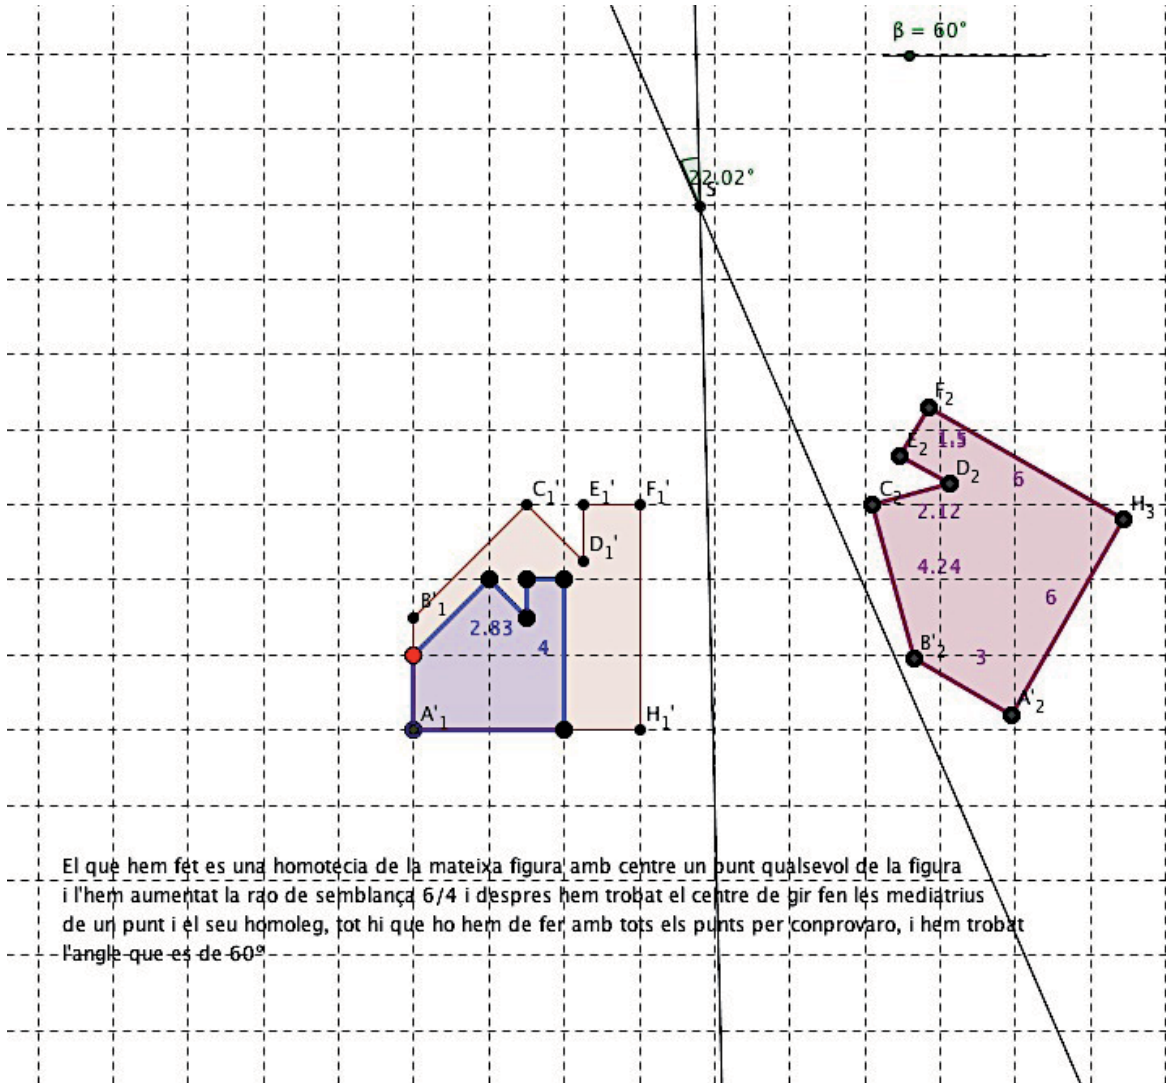 β = 60°
22.02°
S
F₂
E₂
1.5
D₂
6
C₂
2.12
H₃
4.24
6
B'₂
3
A'₂
C₁'
E₁'
F₁'
D₁'
B'₁
2.83
4
A'₁
H₁'
El que hem fet es una homotecia de la mateixa figura amb centre un punt qualsevol de la figura
i l'hem aumentat la rao de semblança 6/4 i despres hem trobat el centre de gir fen les mediatrius
de un punt i el seu homoleg, tot hi que ho hem de fer amb tots els punts per conprovaro, i hem trobat
l'angle que es de 60º